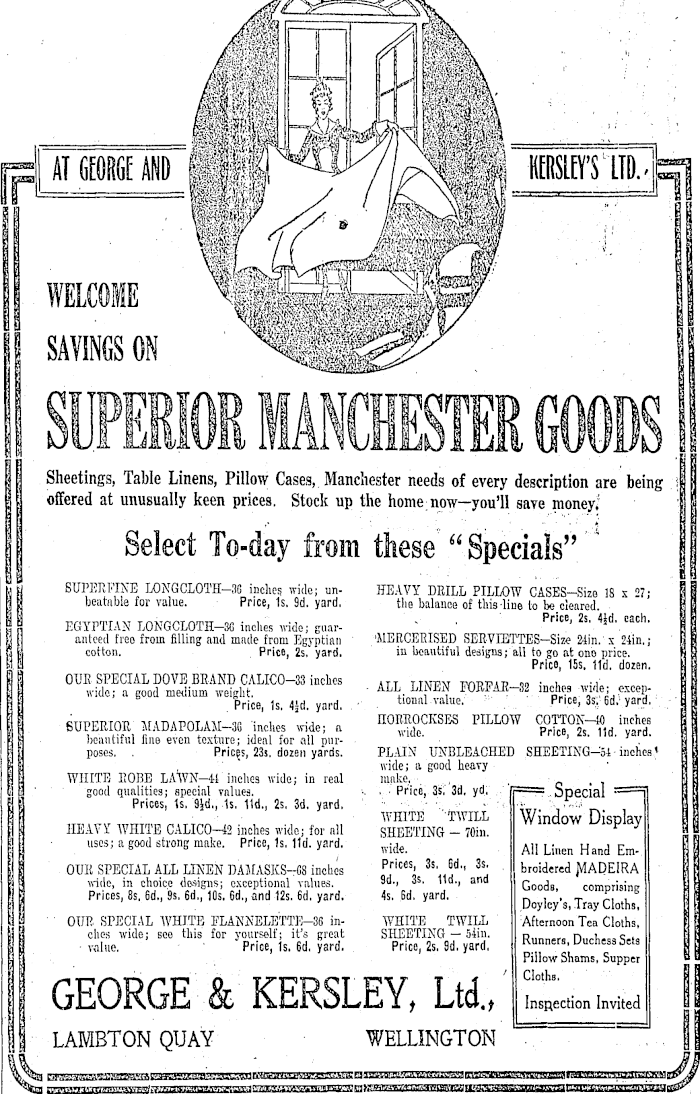 AT GEORGE AND KERSLEY'S LTD.,
WELCOME
SAVINGS ON
SUPERIOR MANCHESTER GOODS
Sheetings, Table Linens, Pillow Cases, Manchester needs of every description are being
offered at unusually keen prices. Stock up the home now—you'll save money.
Select To-day from these "Specials"
SUPERFINE LONGCLOTH—36 inches wide; un-
beatable for value. Price, 1s. 9d. yard.
EGYPTIAN LONGCLOTH—36 inches wide; guar-
anteed free from filling and made from Egyptian
cotton. Price, 2s. yard.
OUR SPECIAL DOVE BRAND CALICO—33 inches
wide; a good medium weight.
Price, 1s. 4½d. yard.
SUPERIOR MADAPOLAM—36 inches wide; a
beautiful fine even texture; ideal for all pur-
poses. Prices, 23s. dozen yards.
WHITE ROBE LAWN—44 inches wide; in real
good qualities; special values.
Prices, 1s. 9½d., 1s. 11d., 2s. 3d. yard.
HEAVY WHITE CALICO—42 inches wide; for all
uses; a good strong make. Price, 1s. 11d. yard.
OUR SPECIAL ALL LINEN DAMASKS—68 inches
wide, in choice designs; exceptional values.
Prices, 8s. 6d., 9s. 6d., 10s. 6d., and 12s. 6d. yard.
OUR SPECIAL WHITE FLANNELETTE—36 in-
ches wide; see this for yourself; it's great
value. Price, 1s. 6d. yard.
HEAVY DRILL PILLOW CASES—Size 18 x 27;
the balance of this line to be cleared.
Price, 2s. 4½d. each.
MERCERISED SERVIETTES—Size 24in. x 24in.;
in beautiful designs; all to go at one price.
Price, 15s. 11d. dozen.
ALL LINEN FORFAR—32 inches wide; excep-
tional value. Price, 3s. 6d. yard.
HORROCKSES PILLOW COTTON—40 inches
wide. Price, 2s. 11d. yard.
PLAIN UNBLEACHED SHEETING—54 inches
wide; a good heavy
make.
Price, 3s. 3d. yd.
WHITE TWILL
SHEETING — 70in.
wide.
Prices, 3s. 6d., 3s.
9d., 3s. 11d., and
4s. 6d. yard.
WHITE TWILL
SHEETING — 54in.
Price, 2s. 9d. yard.
Special
Window Display
All Linen Hand Em-
broidered MADEIRA
Goods, comprising
Doyley's, Tray Cloths,
Afternoon Tea Cloths,
Runners, Duchess Sets
Pillow Shams, Supper
Cloths.
Inspection Invited
GEORGE & KERSLEY, Ltd.,
LAMBTON QUAY WELLINGTON